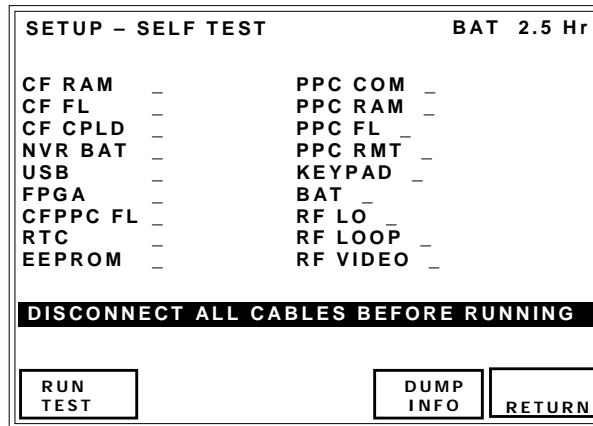 SETUP – SELF TEST BAT 2.5 Hr
CF RAM _ PPC COM _
CF FL _ PPC RAM _
CF CPLD _ PPC FL _
NVR BAT _ PPC RMT _
USB _ KEYPAD _
FPGA _ BAT _
CFPPC FL _ RF LO _
RTC _ RF LOOP _
EEPROM _ RF VIDEO _
DISCONNECT ALL CABLES BEFORE RUNNING
RUN
TEST
DUMP
INFO
RETURN